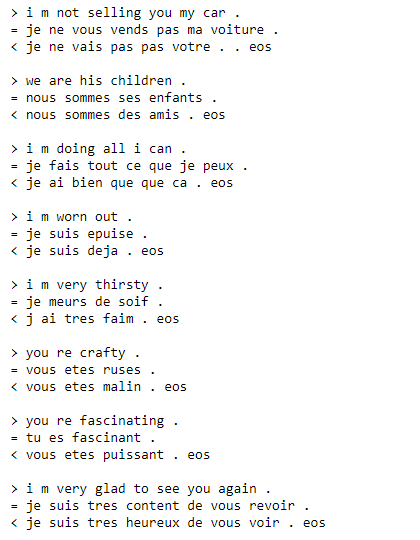 > i m not selling you my car .
= je ne vous vends pas ma voiture .
< je ne vais pas pas votre . . eos
> we are his children .
= nous sommes ses enfants .
< nous sommes des amis . eos
> i m doing all i can .
= je fais tout ce que je peux .
< je ai bien que que ca . eos
> i m worn out .
= je suis epuise .
< je suis deja . eos
> i m very thirsty .
= je meurs de soif .
< j ai tres faim . eos
> you re crafty .
= vous etes ruses .
< vous etes malin . eos
> you re fascinating .
= tu es fascinant .
< vous etes puissant . eos
> i m very glad to see you again .
= je suis tres content de vous revoir .
< je suis tres heureux de vous voir . eos